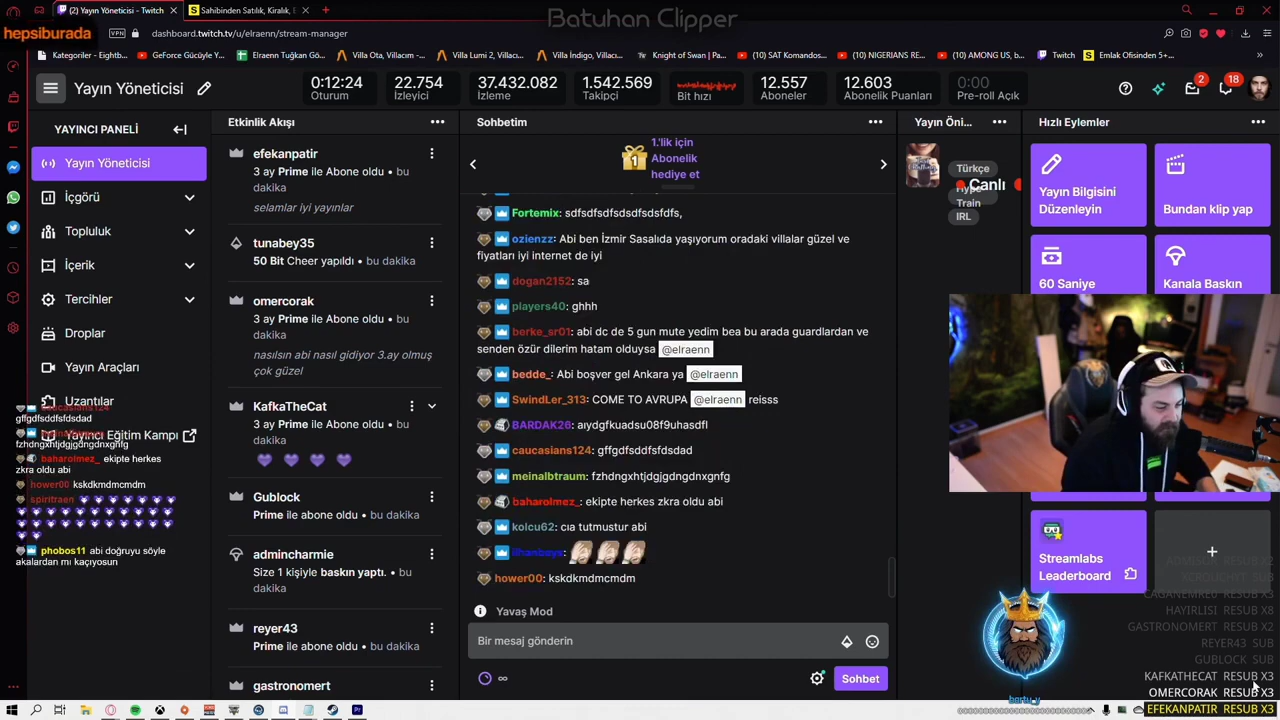 Batuhan Clipper
(2) Yayın Yöneticisi - Twitch
Sahibinden Satılık, Kiralık, E
hepsiburada
VPN
dashboard.twitch.tv/u/elraenn/stream-manager
Kategoriler - Eightb...
GeForce Gücüyle Y...
Elraenn Tuğkan Gö...
Villa Ota, Villacım -...
Villa Lumi 2, Villac...
Villa İndigo, Villacı...
Knight of Swan | Pa...
(10) SAT Komandos...
(10) NIGERIANS RE...
(10) AMONG US, b...
Twitch
Emlak Ofisinden 5+...
Yayın Yöneticisi
0:12:24
Oturum
22.754
İzleyici
37.432.082
İzleme
1.542.569
Takipçi
Bit hızı
12.557
Aboneler
12.603
Abonelik Puanları
0:00
Pre-roll Açık
2
18
YAYINCI PANELİ
Yayın Yöneticisi
İçgörü
Topluluk
İçerik
Tercihler
Droplar
Yayın Araçları
Uzantılar
Yayıncı Eğitim Kampı
caucasians124
gffgdfsddfsfdsdad
fzhdngxhtjdgjgdngdnxgnfg
baharolmez_ ekipte herkes
zkra oldu abi
hower00 kskdkmdmcmdm
spiritraen
phobos11 abi doğruyu söyle
akalardan mı kaçıyosun
Etkinlik Akışı
efekanpatir
3 ay Prime ile Abone oldu • bu
dakika
selamlar iyi yayinlar
tunabey35
50 Bit Cheer yapıldı • bu dakika
omercorak
3 ay Prime ile Abone oldu • bu
dakika
nasılsın abi nasıl gidiyor 3.ay olmuş
çok güzel
KafkaTheCat
3 ay Prime ile Abone oldu • bu
dakika
Gublock
Prime ile abone oldu • bu dakika
admincharmie
Size 1 kişiyle baskın yaptı. • bu
dakika
reyer43
Prime ile abone oldu • bu dakika
gastronomert
Sohbetim
1
1.'lik için
Abonelik
hediye et
Fortemix: sdfsdfsdfsdsdfsdsfdfs,
ozienzz: Abi ben İzmir Sasalıda yaşıyorum oradaki villalar güzel ve
fiyatları iyi internet de iyi
dogan2152: sa
players40: ghhh
berke_sr01: abi dc de 5 gun mute yedim bea bu arada guardlardan ve
senden özür dilerim hatam olduysa @elraenn
bedde_: Abi boşver gel Ankara ya @elraenn
SwindLer_313: COME TO AVRUPA @elraenn reisss
BARDAK26: aydgfkuadsu08f9uhasdfl
caucasians124: gffgdfsddfsfdsdad
meinalbtraum: fzhdngxhtjdgjgdngdnxgnfg
baharolmez_: ekipte herkes zkra oldu abi
kolcu62: cıa tutmustur abi
ilhanbays:
hower00: kskdkmdmcmdm
Yavaş Mod
Bir mesaj gönderin
∞
Sohbet
Yayın Öni...
Türkçe
Canlı
Hype
Train
IRL
Hızlı Eylemler
Yayın Bilgisini
Düzenleyin
Bundan klip yap
60 Saniye
Kanala Baskın
Streamlabs
Leaderboard
CAGANEMRE0 RESUB X3
HAYIRLISI RESUB X8
GASTRONOMERT RESUB X2
REYER43 SUB
GUBLOCK SUB
KAFKATHECAT RESUB X3
OMERCORAK RESUB X3
EFEKANPATIR RESUB X3
bartu_y